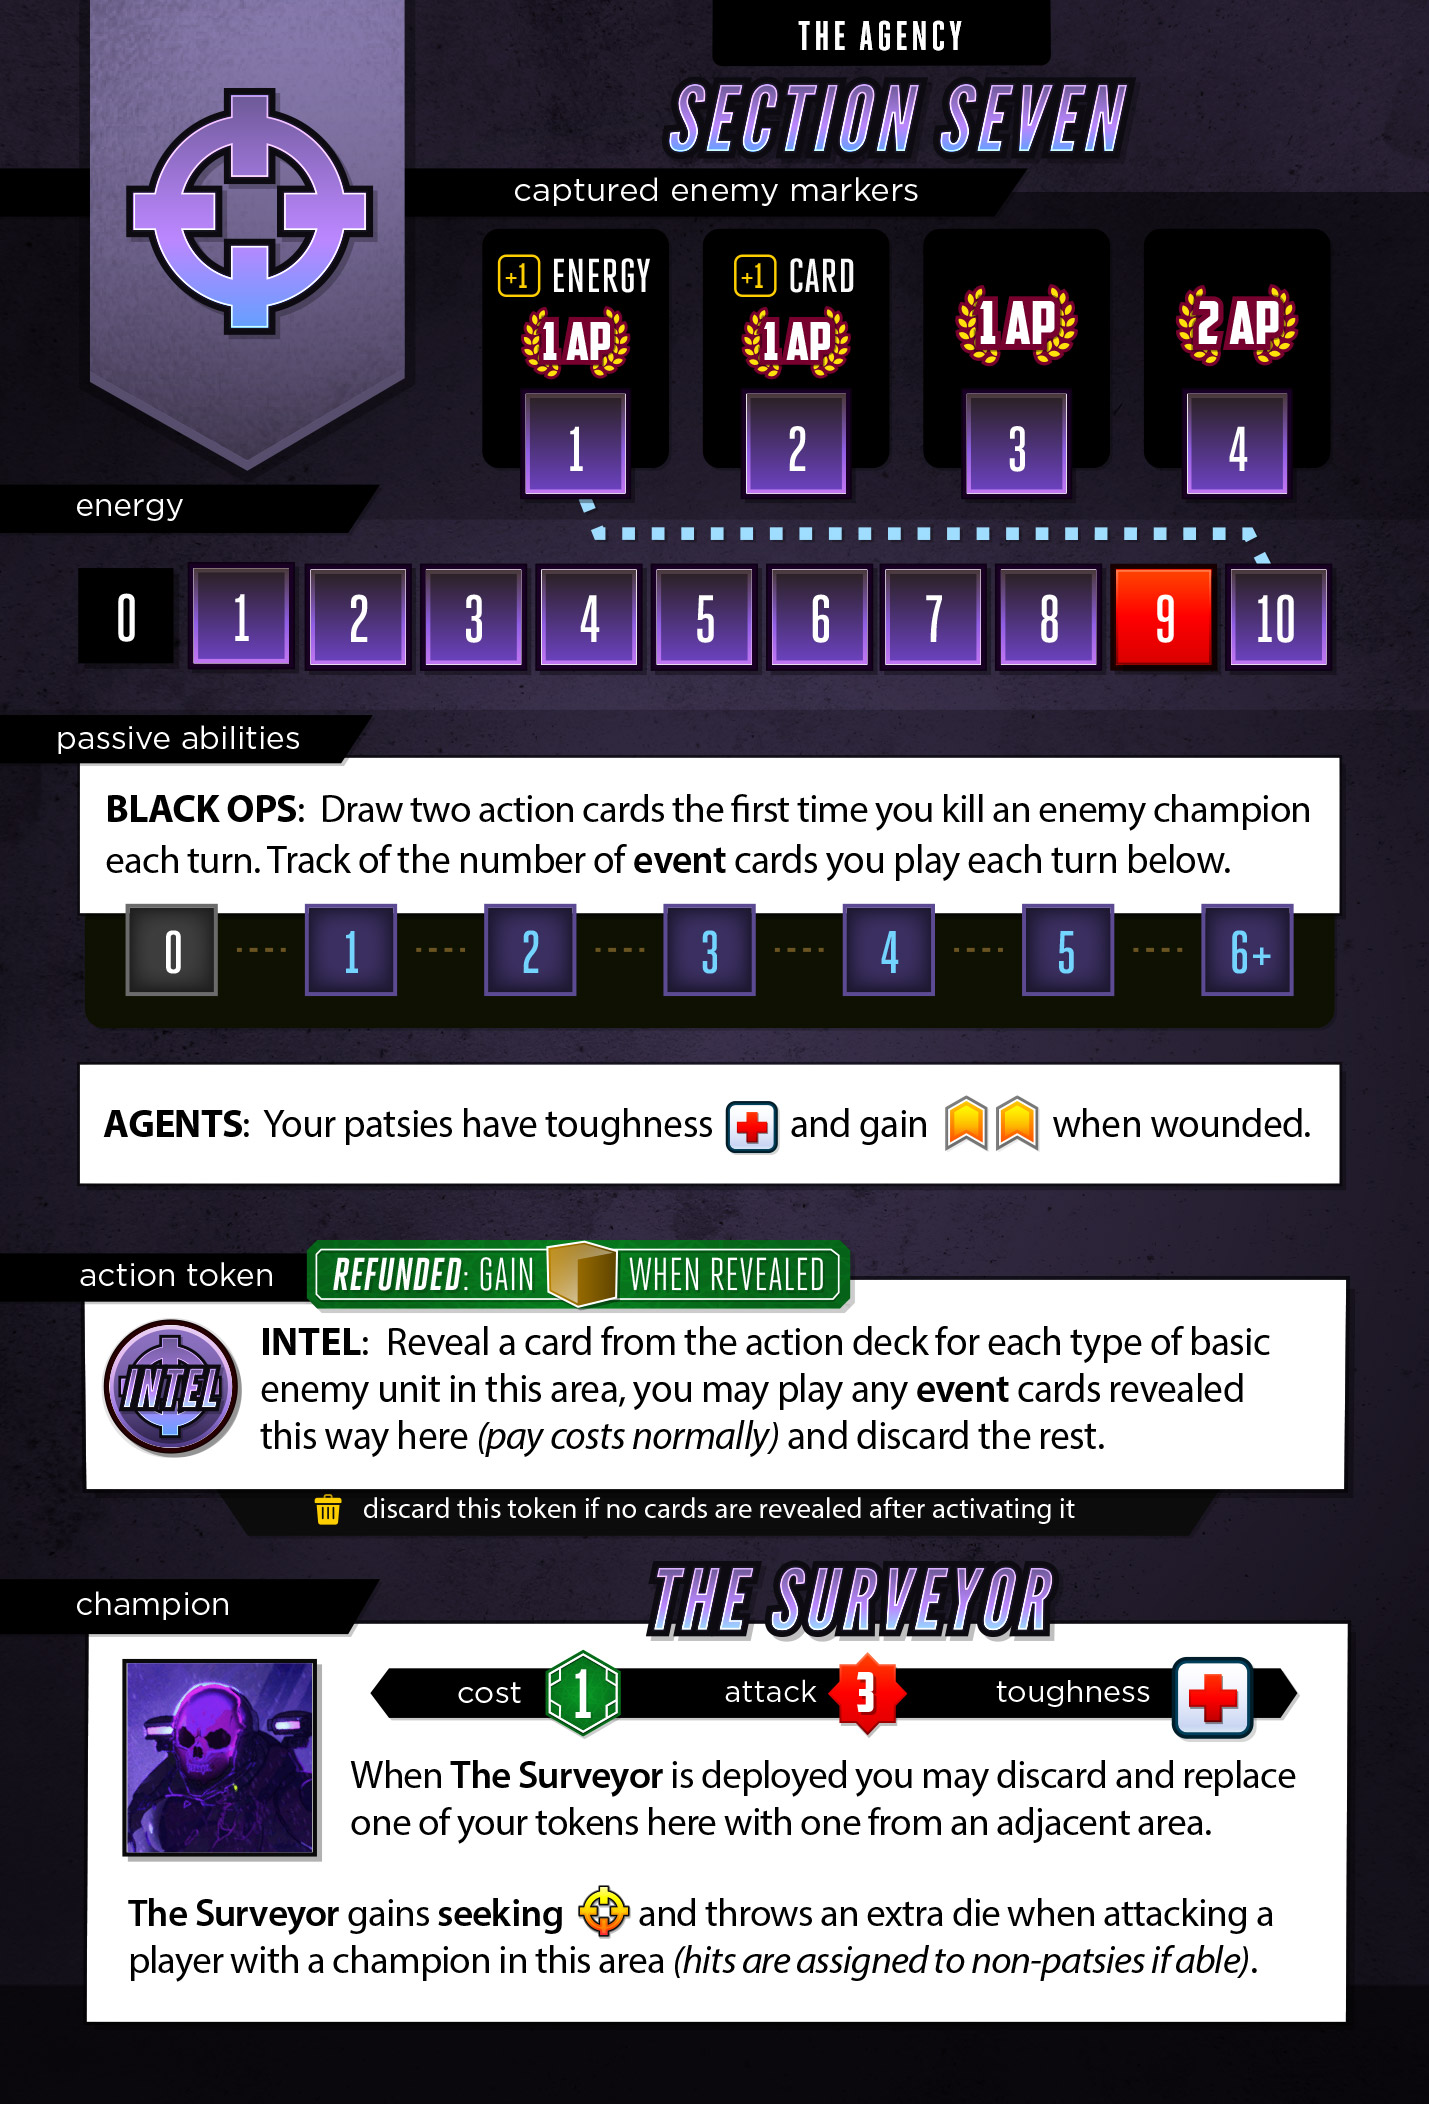 THE AGENCY
SECTION SEVEN
captured enemy markers
+1 ENERGY
1 AP
1
+1 CARD
1 AP
2
1 AP
3
2 AP
4
energy
0 1 2 3 4 5 6 7 8 9 10
passive abilities
BLACK OPS: Draw two action cards the first time you kill an enemy champion
each turn. Track of the number of event cards you play each turn below.
0 1 2 3 4 5 6+
AGENTS: Your patsies have toughness and gain when wounded.
action token
REFUNDED: GAIN WHEN REVEALED
INTEL
INTEL: Reveal a card from the action deck for each type of basic
enemy unit in this area, you may play any event cards revealed
this way here (pay costs normally) and discard the rest.
discard this token if no cards are revealed after activating it
champion
THE SURVEYOR
cost 1 attack 3 toughness
When The Surveyor is deployed you may discard and replace
one of your tokens here with one from an adjacent area.
The Surveyor gains seeking and throws an extra die when attacking a
player with a champion in this area (hits are assigned to non-patsies if able).